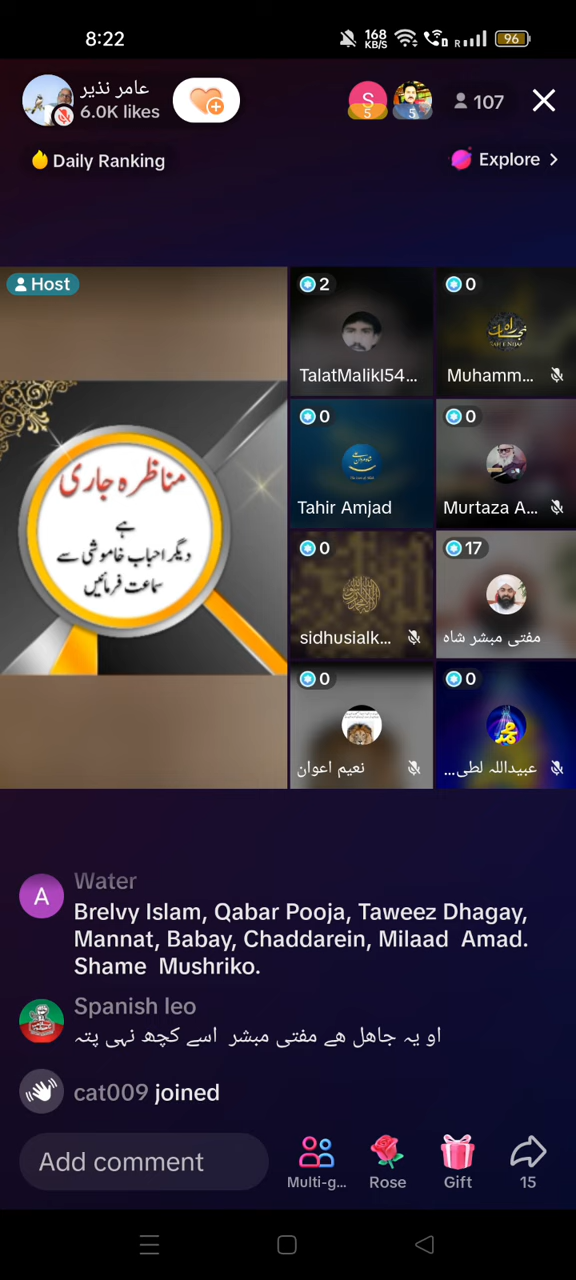 8:22
168
KB/S
R
96
عامر نذیر
6.0K likes
S
5
5
107
Daily Ranking
Explore
Host
مناظرہ جاری
ہے
دیگر احباب خاموشی سے
سماعت فرمائیں
2
TalatMalikl54...
0
Muhamm...
0
Tahir Amjad
0
Murtaza A...
0
sidhusialk...
17
مفتی مبشر شاہ
0
نعیم اعوان
0
عبیداللہ لطی...
A
Water
Brelvy Islam, Qabar Pooja, Taweez Dhagay,
Mannat, Babay, Chaddarein, Milaad Amad.
Shame Mushriko.
Spanish leo
او یہ جاھل ھے مفتی مبشر اسے کچھ نہی پتہ
cat009 joined
Add comment
Multi-g...
Rose
Gift
15